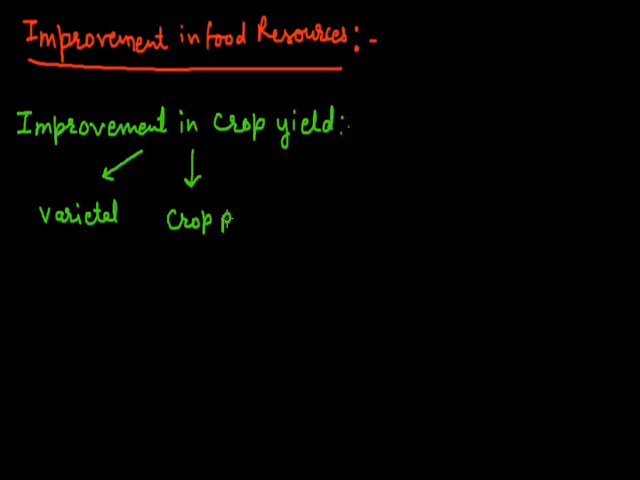 Improvement in food Resources:-
Improvement in Crop yield:-
Varietal Crop p